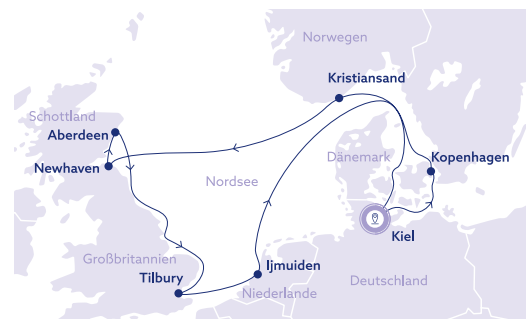 Norwegen
Kristiansand
Schottland
Aberdeen
Newhaven
Dänemark
Kopenhagen
Nordsee
Kiel
Großbritannien
Tilbury
Ijmuiden
Niederlande
Deutschland